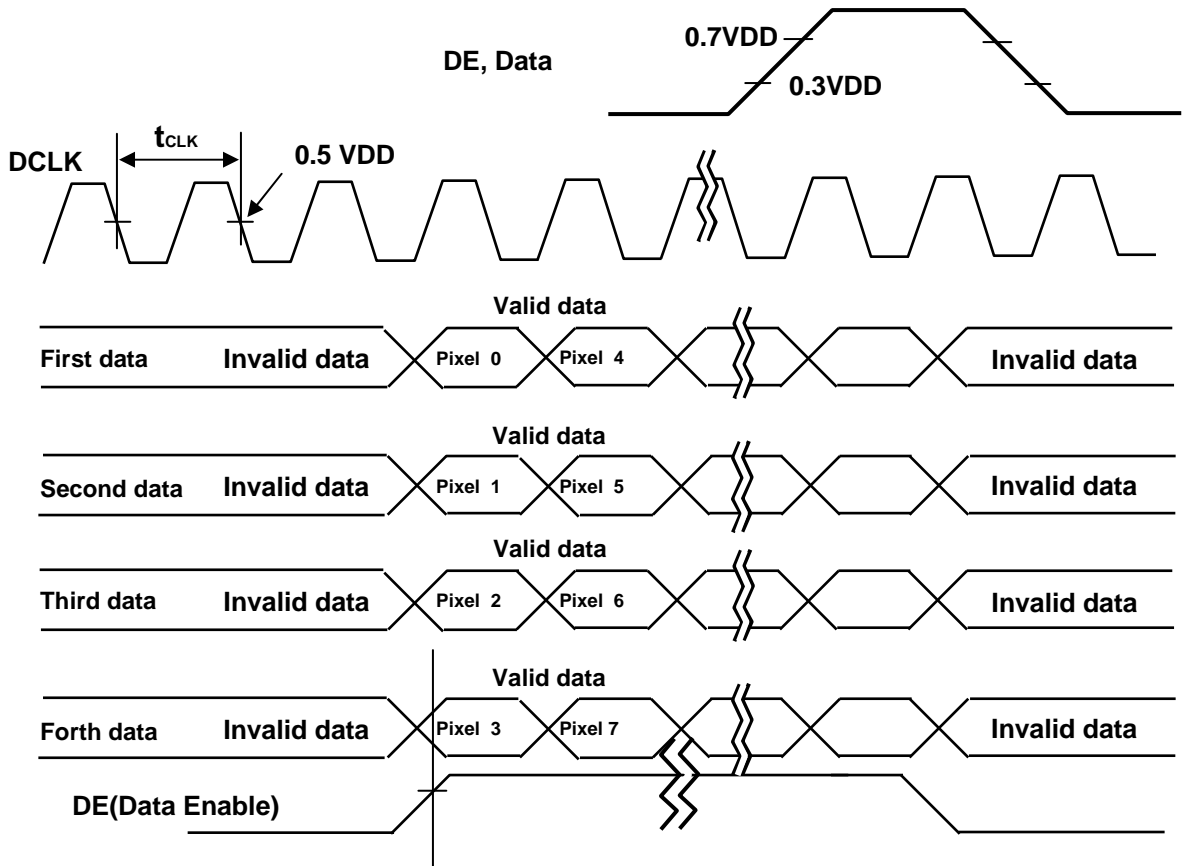 0.7VDD
DE, Data
0.3VDD
tCLK
DCLK
0.5 VDD
Valid data
First data Invalid data Pixel 0 Pixel 4 Invalid data
Valid data
Second data Invalid data Pixel 1 Pixel 5 Invalid data
Valid data
Third data Invalid data Pixel 2 Pixel 6 Invalid data
Valid data
Forth data Invalid data Pixel 3 Pixel 7 Invalid data
DE(Data Enable)